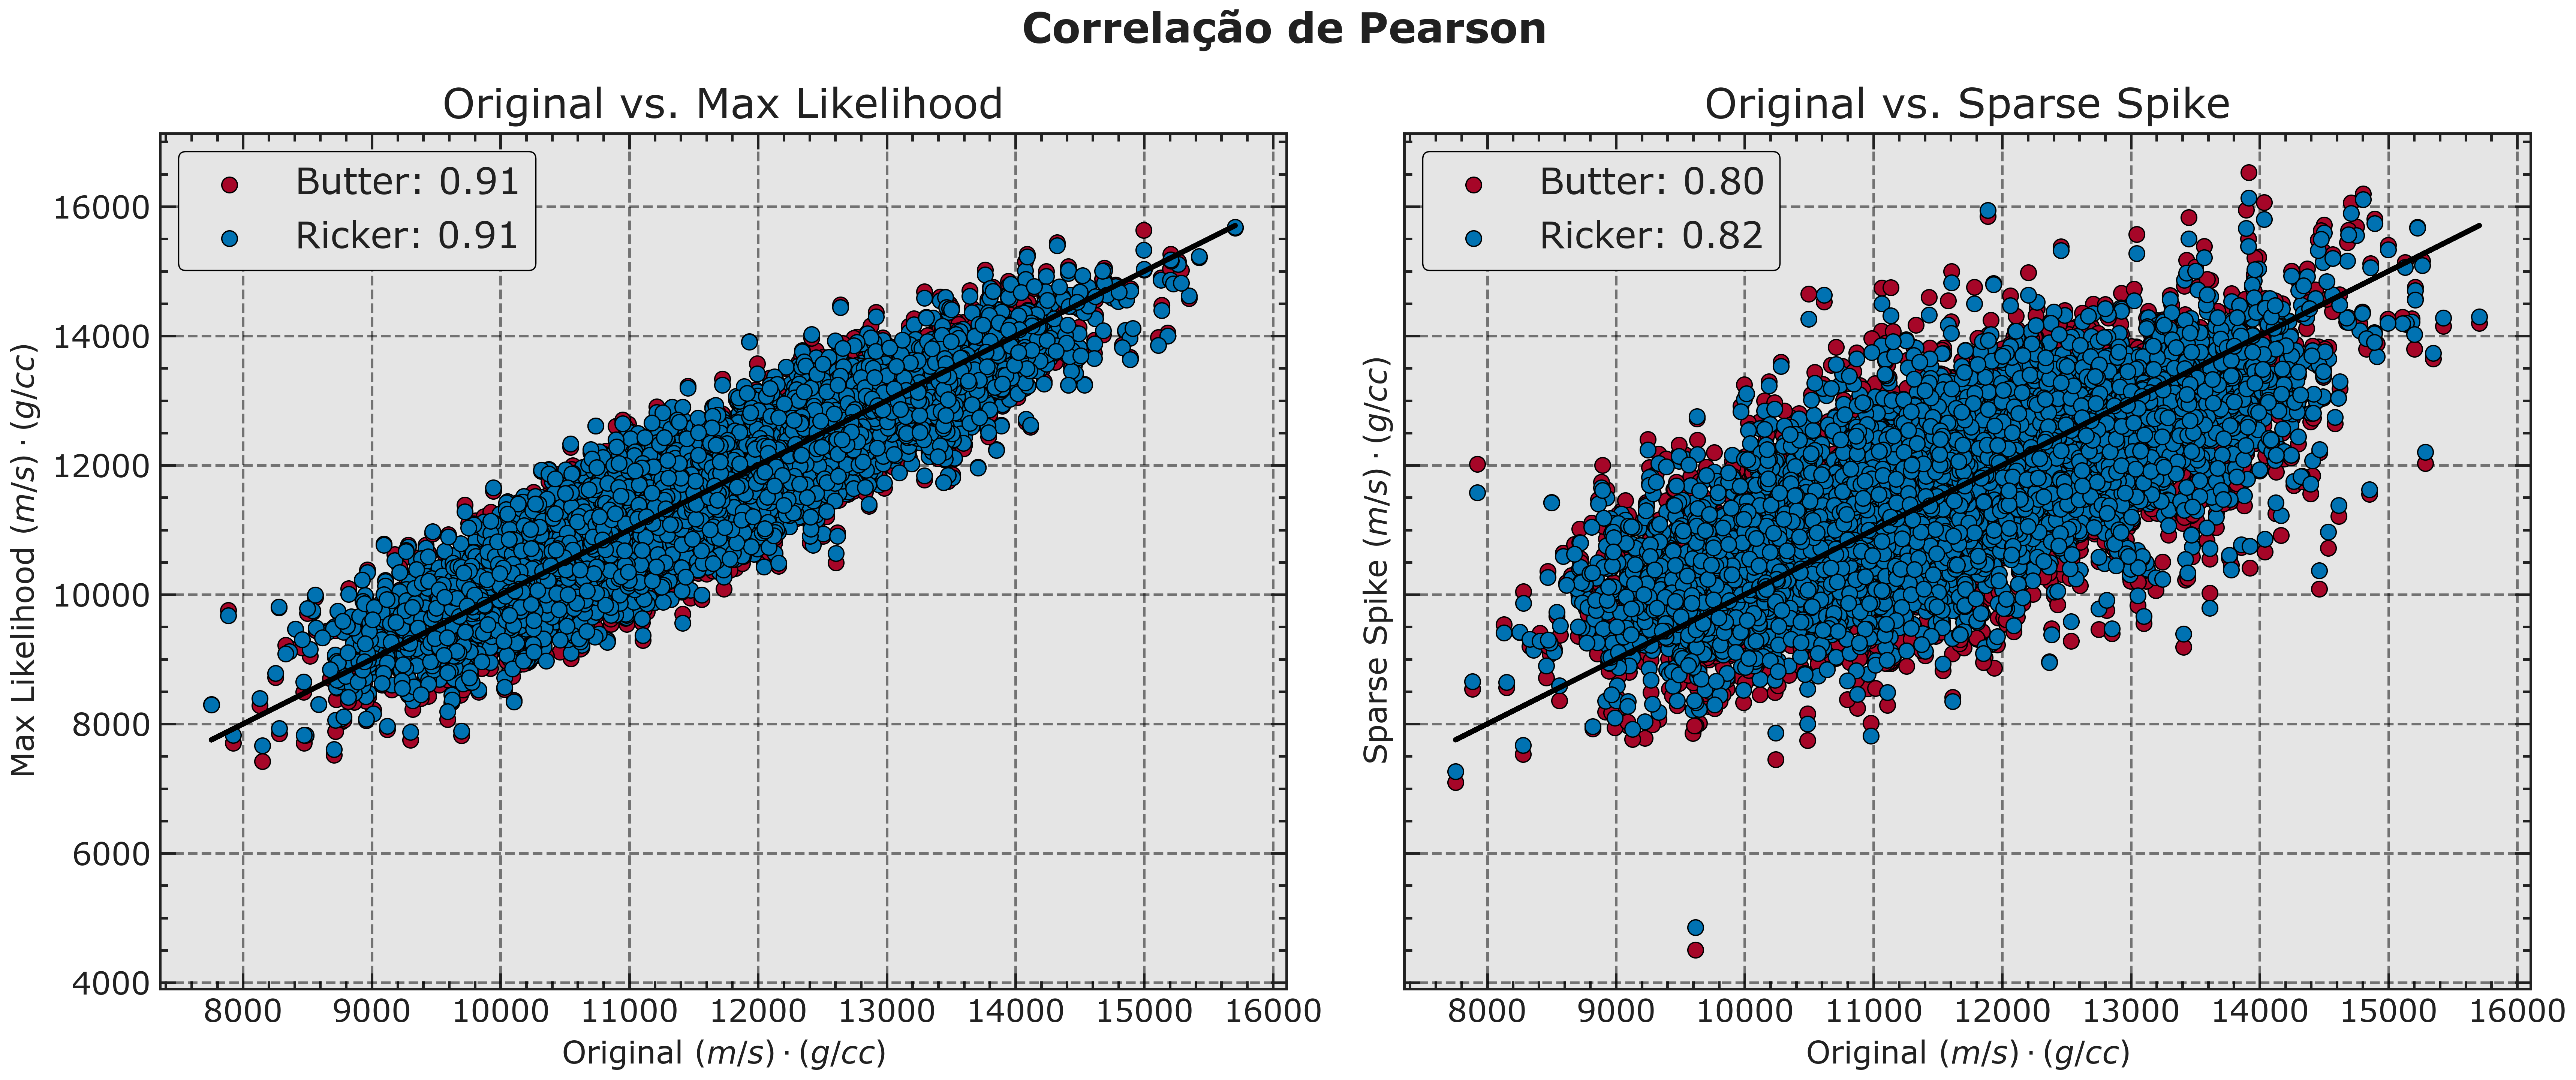 Correlação de Pearson
Original vs. Max Likelihood
Butter: 0.91
Ricker: 0.91
16000
14000
12000
10000
8000
6000
4000
Max Likelihood (m/s) · (g/cc)
8000 9000 10000 11000 12000 13000 14000 15000 16000
Original (m/s) · (g/cc)
Original vs. Sparse Spike
Butter: 0.80
Ricker: 0.82
Sparse Spike (m/s) · (g/cc)
8000 9000 10000 11000 12000 13000 14000 15000 16000
Original (m/s) · (g/cc)